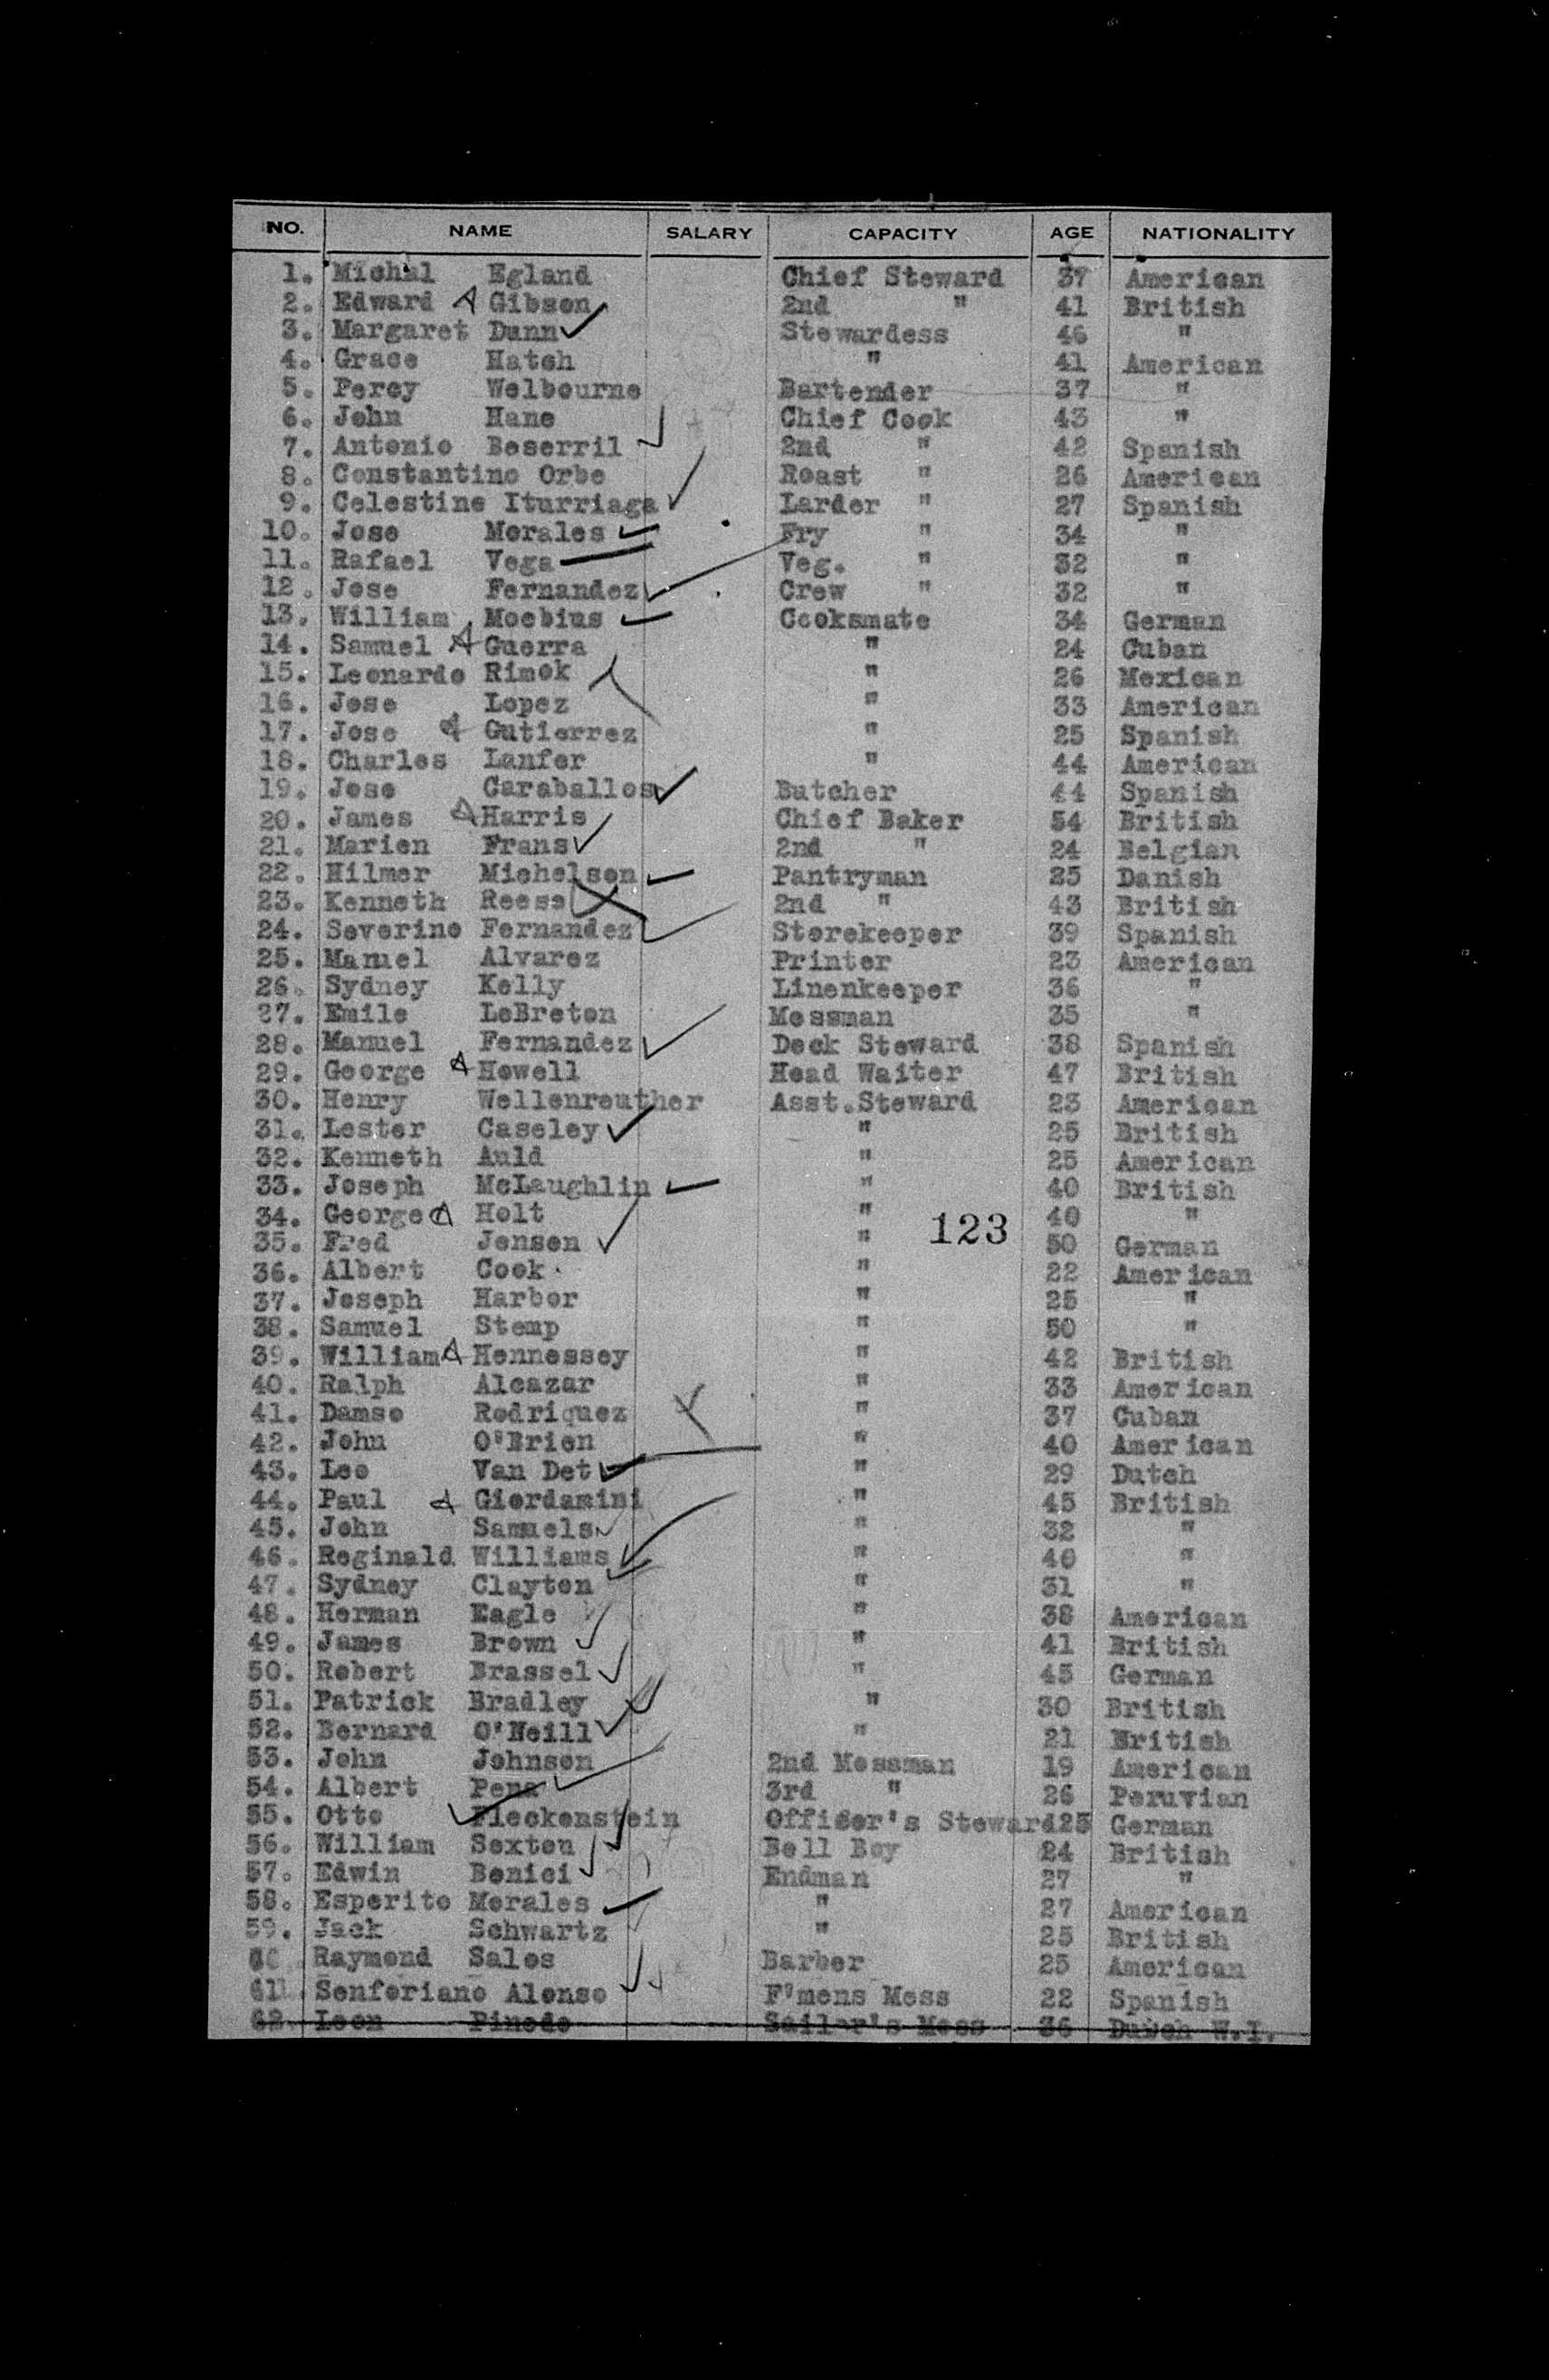 NO. NAME SALARY CAPACITY AGE NATIONALITY
1. Michal Egland Chief Steward 37 American
2. Edward A Gibson 2nd " 41 British
3. Margaret Dunn Stewardess 46 "
4. Grace Hatch " 41 American
5. Percy Welbourne Bartender 37 "
6. John Hane Chief Cook 43 "
7. Antonio Beserril 2nd " 42 Spanish
8. Constantino Orbe Roast " 26 American
9. Celestine Iturriaga Larder " 27 Spanish
10. Jose Morales Fry " 34 "
11. Rafael Vega Veg. " 32 "
12. Jose Fernandez Crew " 32 "
13. William Moebius Cooksmate 34 German
14. Samuel A Guerra " 24 Cuban
15. Leonardo Rimok " 26 Mexican
16. Jose Lopez " 33 American
17. Jose A Gutierrez " 25 Spanish
18. Charles Lanfer " 44 American
19. Jose Caraballos Butcher 44 Spanish
20. James A Harris Chief Baker 54 British
21. Marien Frans 2nd " 24 Belgian
22. Hilmer Michelson Pantryman 25 Danish
23. Kenneth Reese 2nd " 43 British
24. Severino Fernandez Storekeeper 39 Spanish
25. Manuel Alvarez Printer 23 American
26. Sydney Kelly Linenkeeper 36 "
27. Emile LeBreton Messman 35 "
28. Manuel Fernandez Deck Steward 38 Spanish
29. George A Howell Head Waiter 47 British
30. Henry Wellenreuther Asst.Steward 23 American
31. Lester Caseley " 25 British
32. Kenneth Auld " 25 American
33. Joseph McLaughlin " 40 British
34. George A Holt " 40 "
123
35. Fred Jensen " 50 German
36. Albert Cook " 22 American
37. Joseph Harbor " 25 "
38. Samuel Stemp " 50 "
39. William A Hennessey " 42 British
40. Ralph Alcazar " 33 American
41. Damso Rodriquez " 37 Cuban
42. John O'Brien " 40 American
43. Leo Van Det " 29 Dutch
44. Paul A Giordamini " 45 British
45. John Samuels " 32 "
46. Reginald Williams " 40 "
47. Sydney Clayton " 31 "
48. Herman Eagle " 38 American
49. James Brown " 41 British
50. Robert Brassel " 45 German
51. Patrick Bradley " 30 British
52. Bernard O'Neill " 21 British
53. John Johnson 2nd Messman 19 American
54. Albert Pena 3rd " 26 Peruvian
55. Otto Fleckenstein Officer's Steward 25 German
56. William Sexton Bell Boy 24 British
57. Edwin Benici Endman 27 "
58. Esperito Morales " 27 American
59. Jack Schwartz " 25 British
60 Raymond Sales Barber 25 American
61. Senforiano Alonso F'mens Mess 22 Spanish
62. Leon Pinedo Sailor's Mess 36 Dutch W.I.